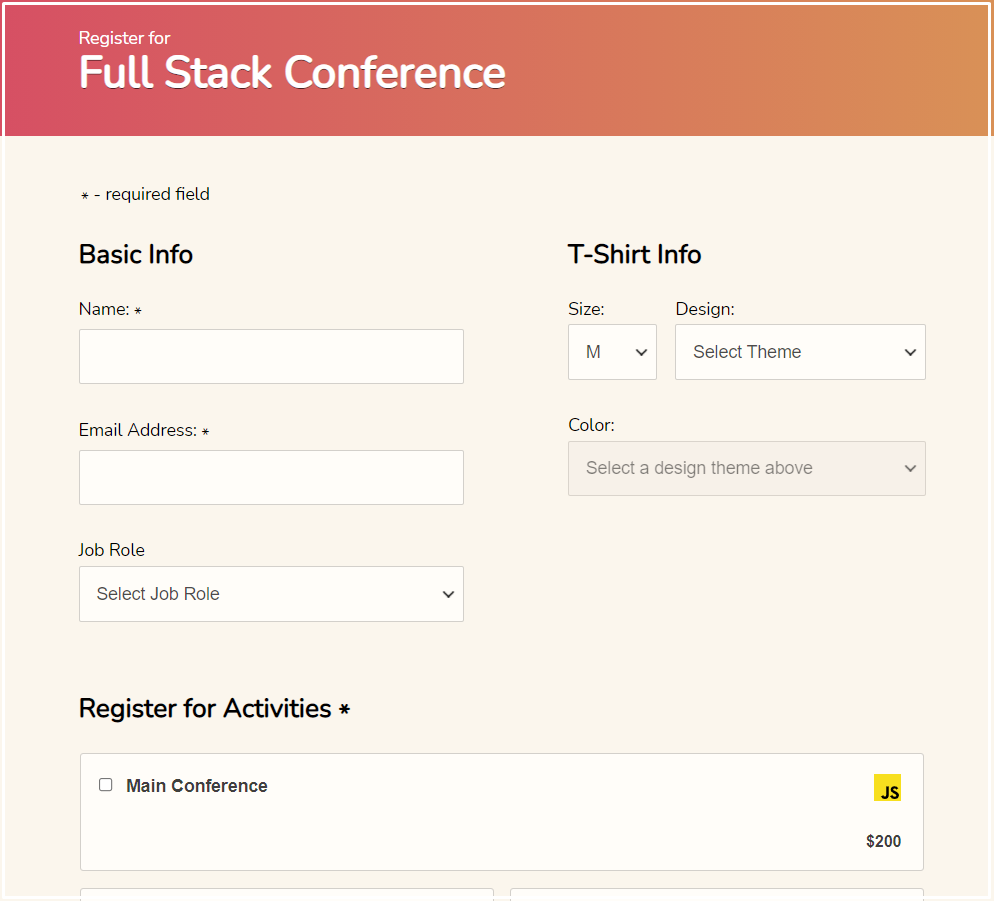 Register for
Full Stack Conference
* - required field
Basic Info
Name: *
Email Address: *
Job Role
Select Job Role
T-Shirt Info
Size:
M
Design:
Select Theme
Color:
Select a design theme above
Register for Activities *
Main Conference
JS
$200